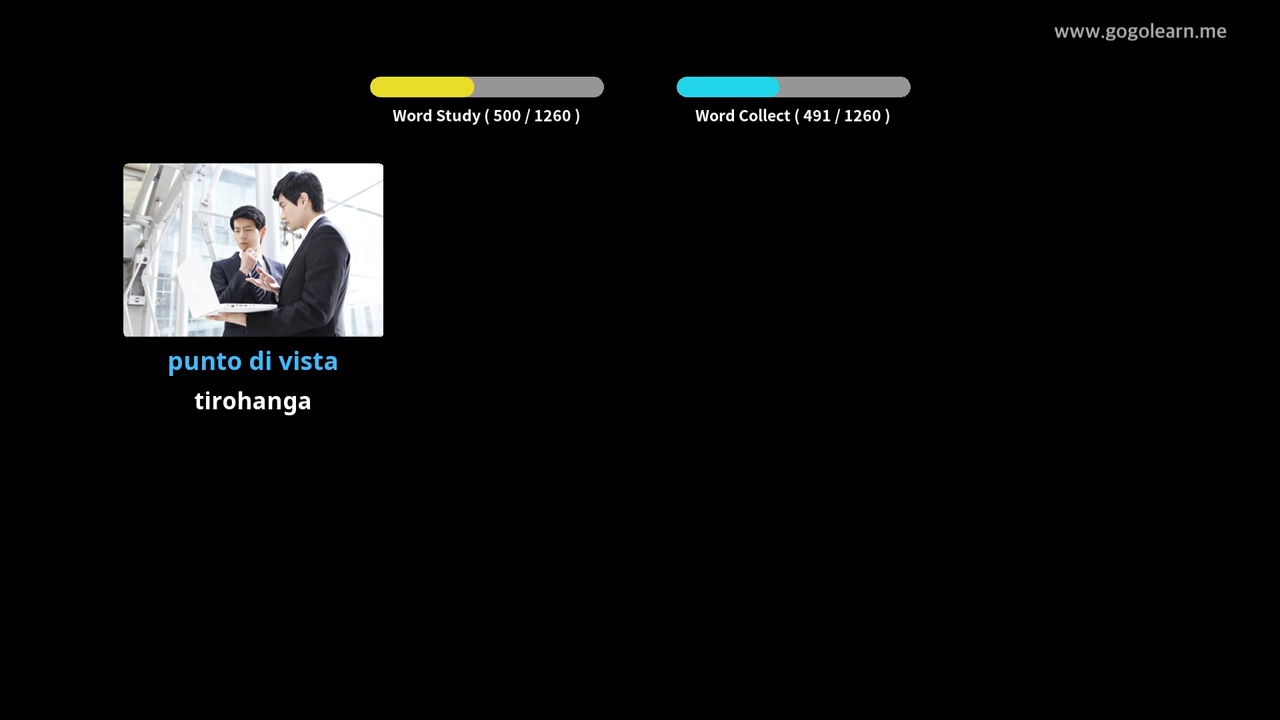 www.gogolearn.me
Word Study ( 500 / 1260 )
Word Collect ( 491 / 1260 )
punto di vista
tirohanga